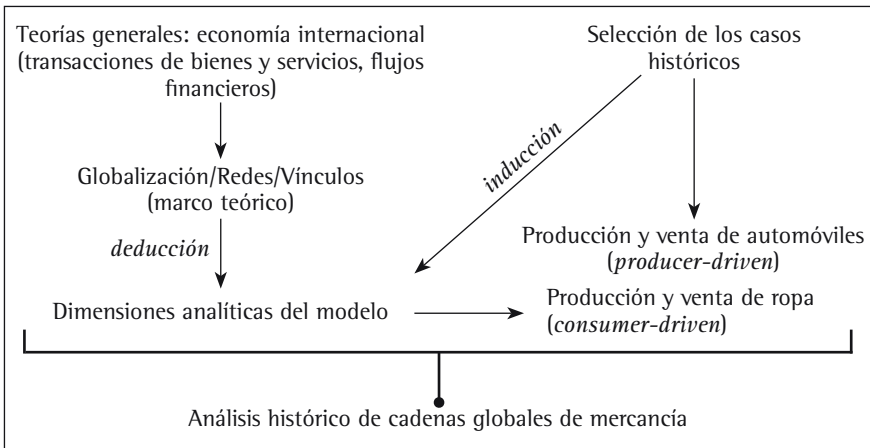 Teorías generales: economía internacional
(transacciones de bienes y servicios, flujos
financieros)
Selección de los casos
históricos
inducción
Globalización/Redes/Vínculos
(marco teórico)
deducción
Producción y venta de automóviles
(producer-driven)
Dimensiones analíticas del modelo
Producción y venta de ropa
(consumer-driven)
Análisis histórico de cadenas globales de mercancía